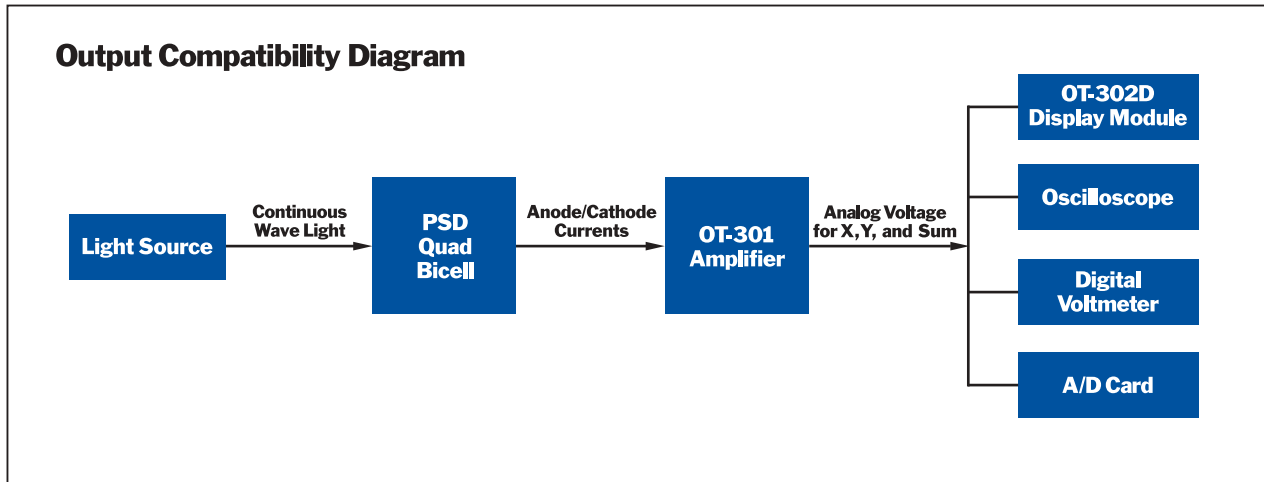 Output Compatibility Diagram
Light Source
Continuous
Wave Light
PSD
Quad
Bicell
Anode/Cathode
Currents
OT-301
Amplifier
Analog Voltage
for X, Y, and Sum
OT-302D
Display Module
Oscilloscope
Digital
Voltmeter
A/D Card